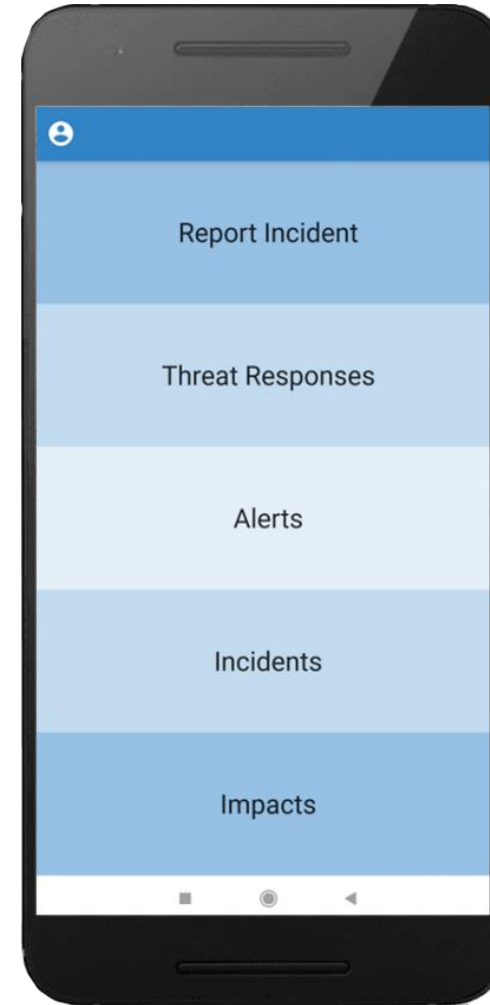 Report Incident
Threat Responses
Alerts
Incidents
Impacts